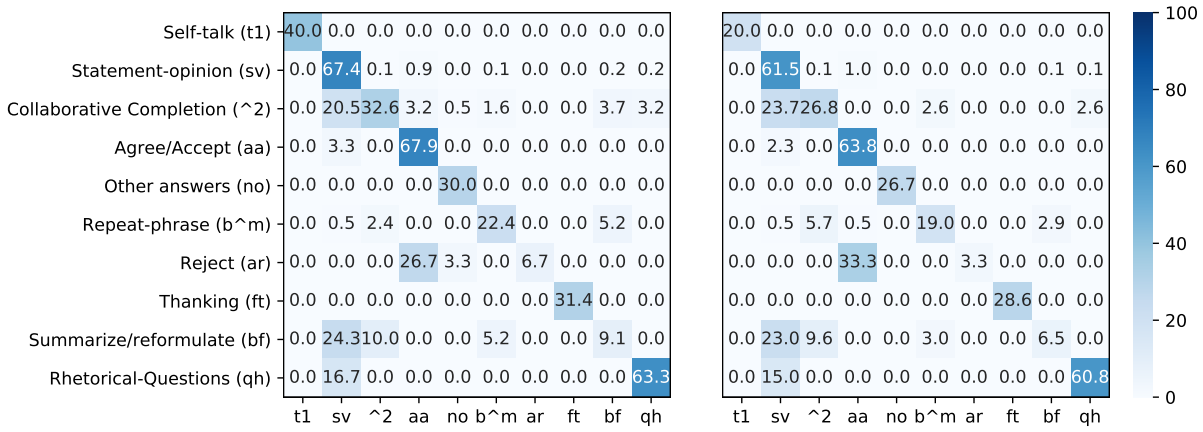 Self-talk (t1) 40.0 0.0 0.0 0.0 0.0 0.0 0.0 0.0 0.0 0.0 20.0 0.0 0.0 0.0 0.0 0.0 0.0 0.0 0.0 0.0
Statement-opinion (sv) 0.0 67.4 0.1 0.9 0.0 0.1 0.0 0.0 0.2 0.2 0.0 61.5 0.1 1.0 0.0 0.0 0.0 0.0 0.1 0.1
Collaborative Completion (^2) 0.0 20.5 32.6 3.2 0.5 1.6 0.0 0.0 3.7 3.2 0.0 23.7 26.8 0.0 0.0 2.6 0.0 0.0 0.0 2.6
Agree/Accept (aa) 0.0 3.3 0.0 67.9 0.0 0.0 0.0 0.0 0.0 0.0 0.0 2.3 0.0 63.8 0.0 0.0 0.0 0.0 0.0 0.0
Other answers (no) 0.0 0.0 0.0 0.0 30.0 0.0 0.0 0.0 0.0 0.0 0.0 0.0 0.0 0.0 26.7 0.0 0.0 0.0 0.0 0.0
Repeat-phrase (b^m) 0.0 0.5 2.4 0.0 0.0 22.4 0.0 0.0 5.2 0.0 0.0 0.5 5.7 0.5 0.0 19.0 0.0 0.0 2.9 0.0
Reject (ar) 0.0 0.0 0.0 26.7 3.3 0.0 6.7 0.0 0.0 0.0 0.0 0.0 0.0 33.3 0.0 0.0 3.3 0.0 0.0 0.0
Thanking (ft) 0.0 0.0 0.0 0.0 0.0 0.0 0.0 31.4 0.0 0.0 0.0 0.0 0.0 0.0 0.0 0.0 0.0 28.6 0.0 0.0
Summarize/reformulate (bf) 0.0 24.3 10.0 0.0 0.0 5.2 0.0 0.0 9.1 0.0 0.0 23.0 9.6 0.0 0.0 3.0 0.0 0.0 6.5 0.0
Rhetorical-Questions (qh) 0.0 16.7 0.0 0.0 0.0 0.0 0.0 0.0 0.0 63.3 0.0 15.0 0.0 0.0 0.0 0.0 0.0 0.0 0.0 60.8
t1 sv ^2 aa no b^m ar ft bf qh t1 sv ^2 aa no b^m ar ft bf qh
100
80
60
40
20
0